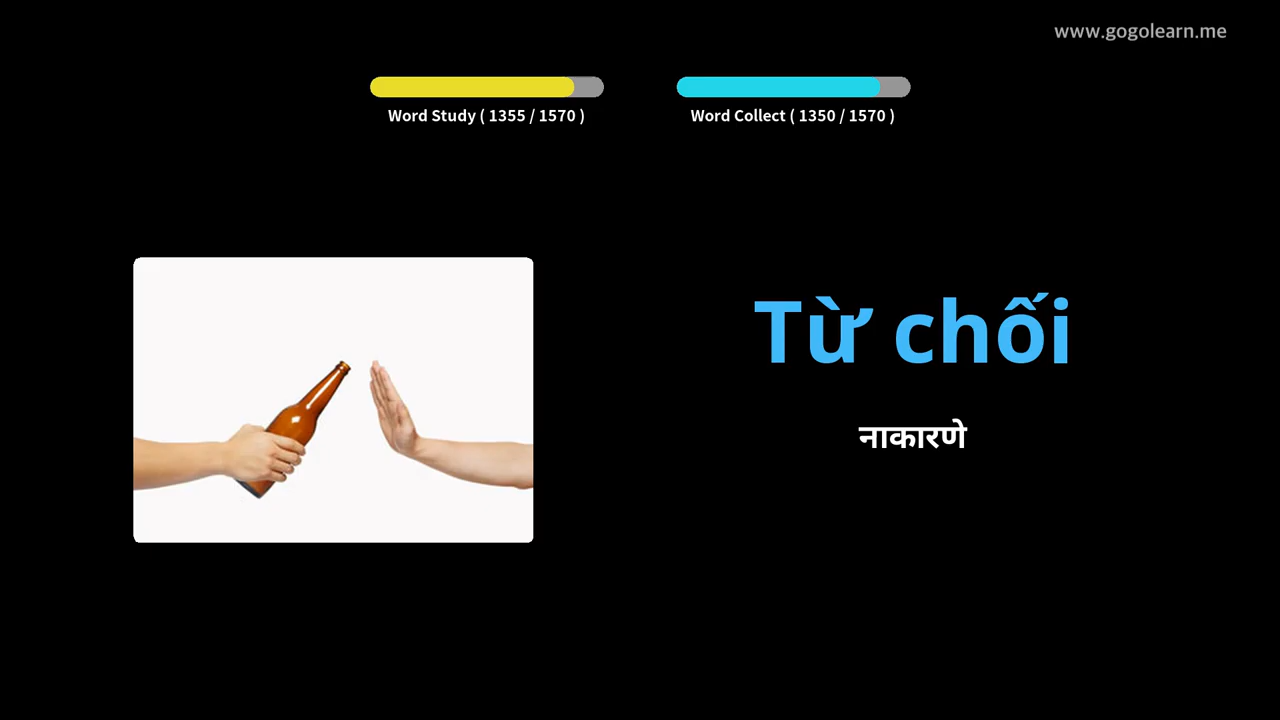 www.gogolearn.me
Word Study ( 1355 / 1570 )
Word Collect ( 1350 / 1570 )
Từ chối
नाकारणे